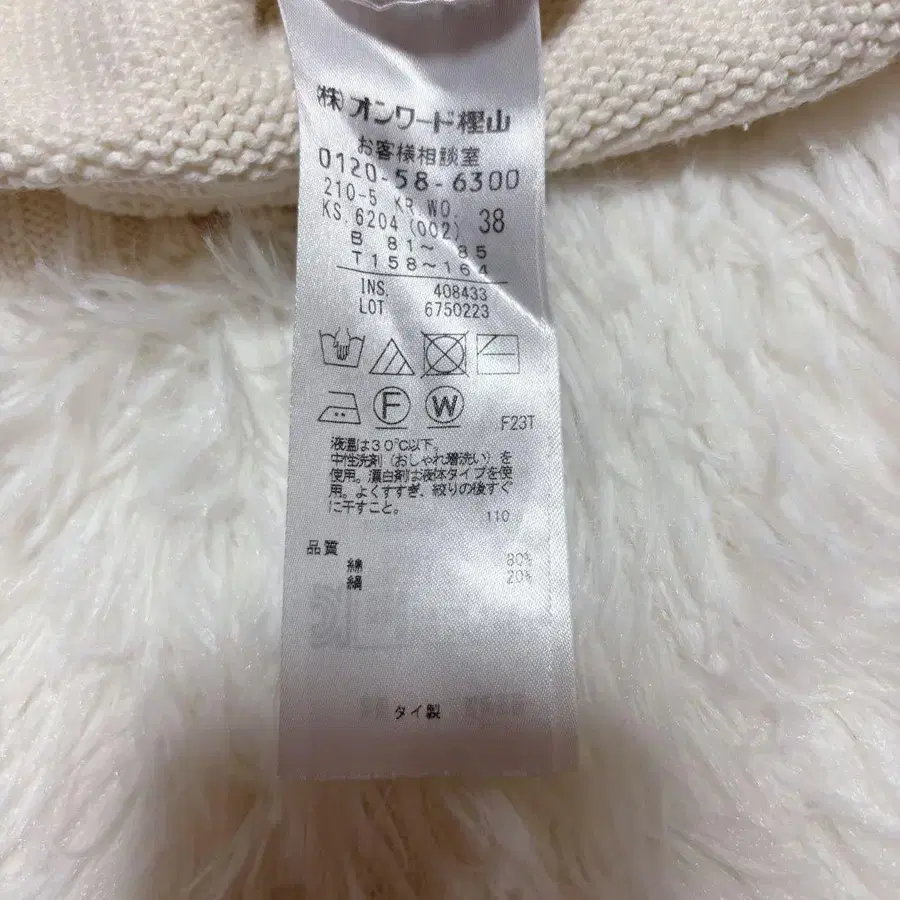 (株)オンワード樫山
お客様相談室
0120-58-6300
210-5 KR WO.
KS. 6204 (002) 38
B 81～ 85
T158～164
INS. 408433
LOT 6750223
F W
F23T
液温は30℃以下。
中性洗剤（おしゃれ着洗い）を
使用。漂白剤は液体タイプを使
用。よくすすぎ、絞りの後すぐ
に干すこと。
110
品質
綿 80%
絹 20%
タイ製